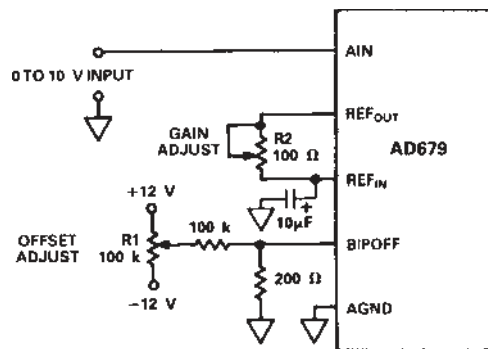 AIN
0 TO 10 V INPUT
REFOUT
GAIN
ADJUST
R2
100 Ω
AD679
REFIN
+
10μF
+12 V
OFFSET
ADJUST
R1
100 k
100 k
BIPOFF
200 Ω
−12 V
AGND